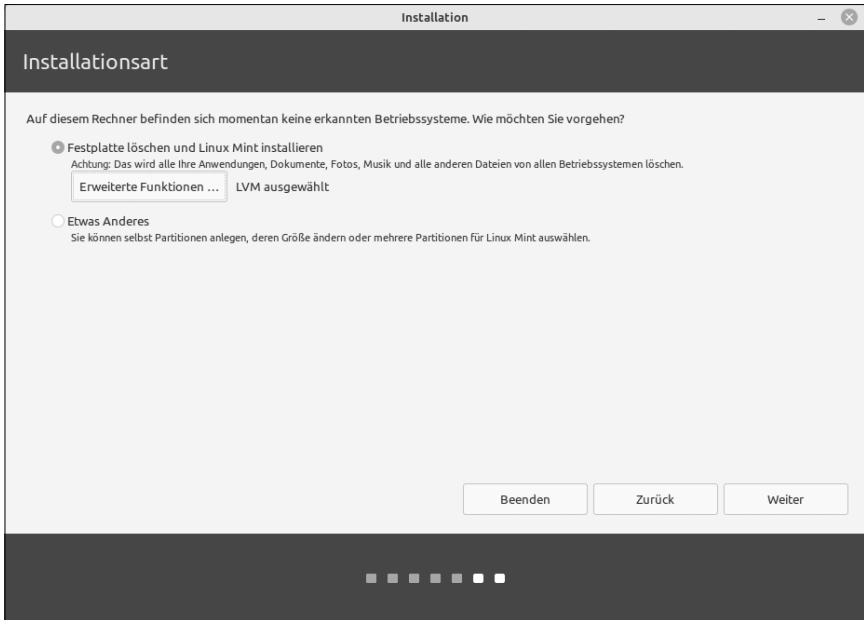 Installation
Installationsart
Auf diesem Rechner befinden sich momentan keine erkannten Betriebssysteme. Wie möchten Sie vorgehen?
Festplatte löschen und Linux Mint installieren
Achtung: Das wird alle Ihre Anwendungen, Dokumente, Fotos, Musik und alle anderen Dateien von allen Betriebssystemen löschen.
Erweiterte Funktionen ... LVM ausgewählt
Etwas Anderes
Sie können selbst Partitionen anlegen, deren Größe ändern oder mehrere Partitionen für Linux Mint auswählen.
Beenden Zurück Weiter